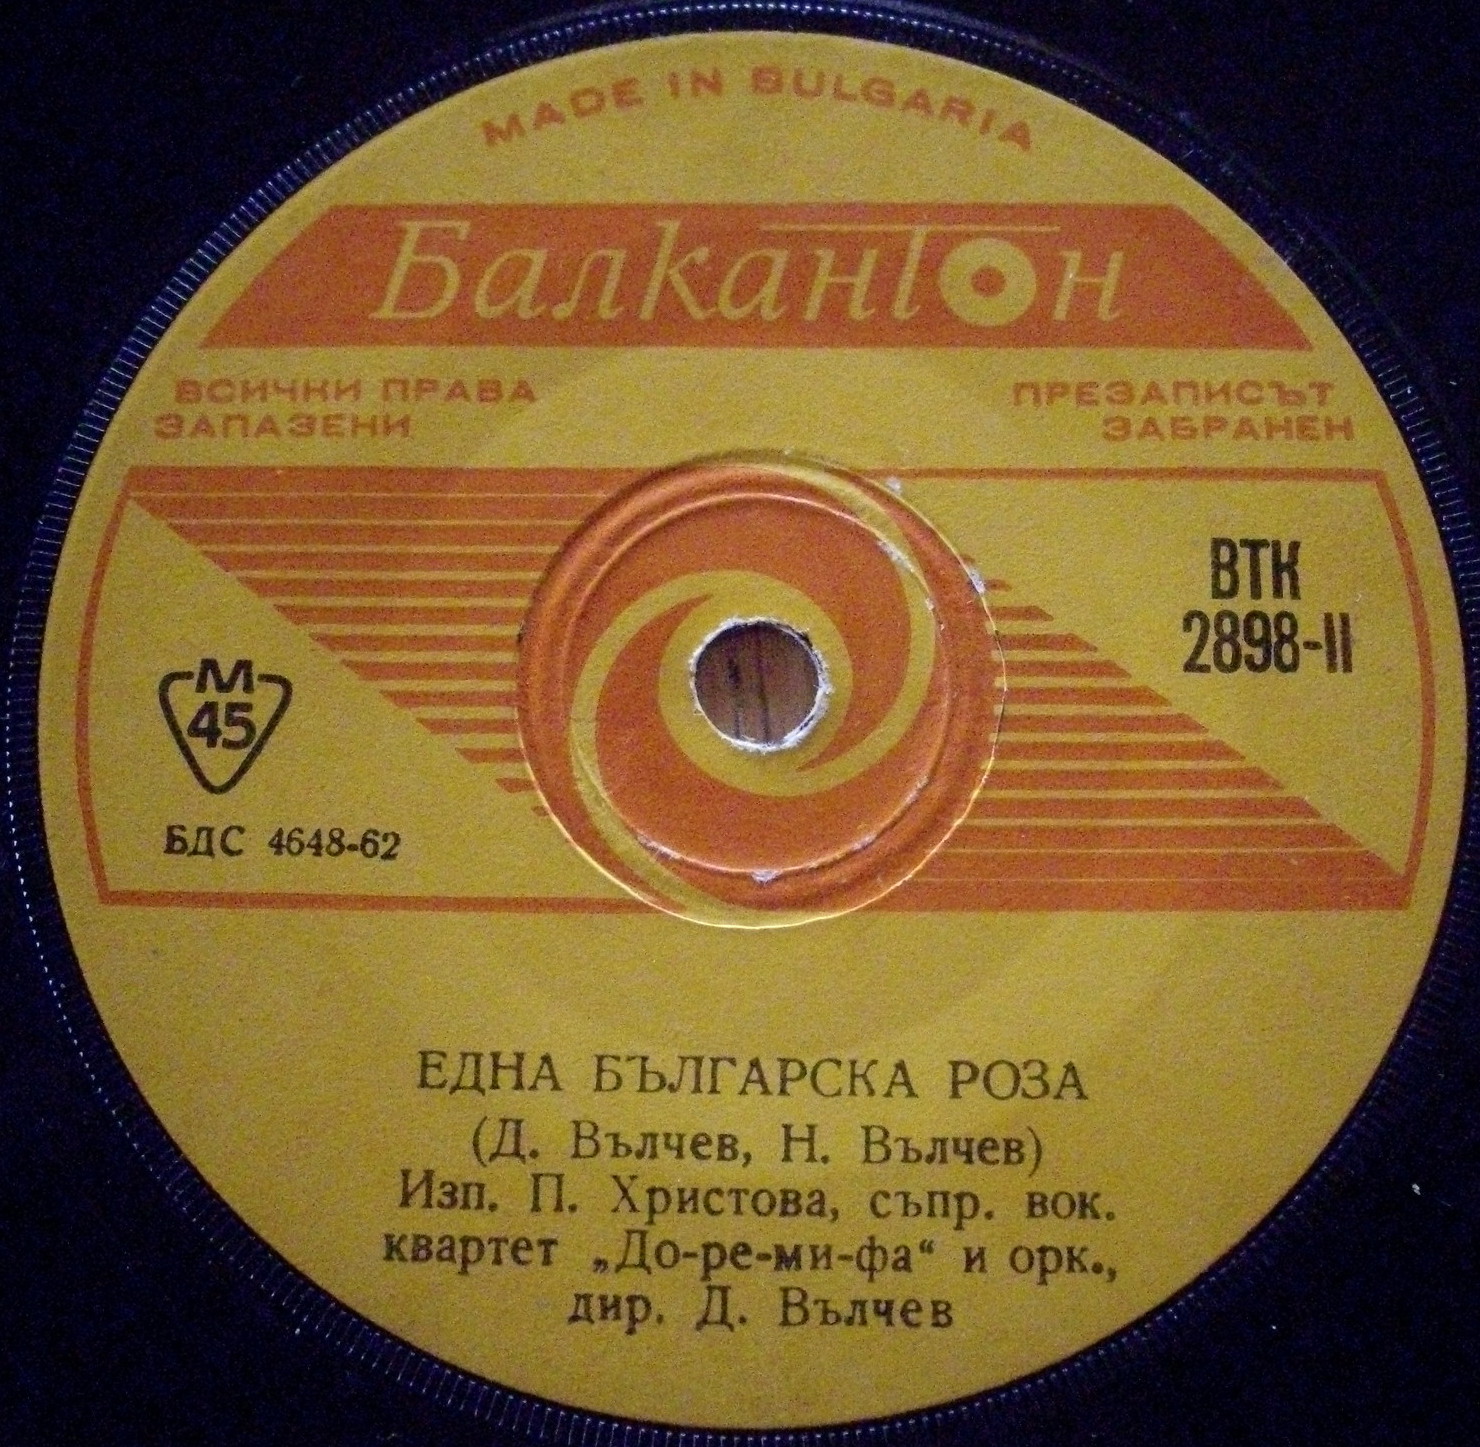 MADE IN BULGARIA
Балкантон
ВСИЧКИ ПРАВА
ЗАПАЗЕНИ
ПРЕЗАПИСЪТ
ЗАБРАНЕН
ВТК
2898-II
М
45
БДС 4648-62
ЕДНА БЪЛГАРСКА РОЗА
(Д. Вълчев, Н. Вълчев)
Изп. П. Христова, съпр. вок.
квартет „До-ре-ми-фа“ и орк.,
дир. Д. Вълчев